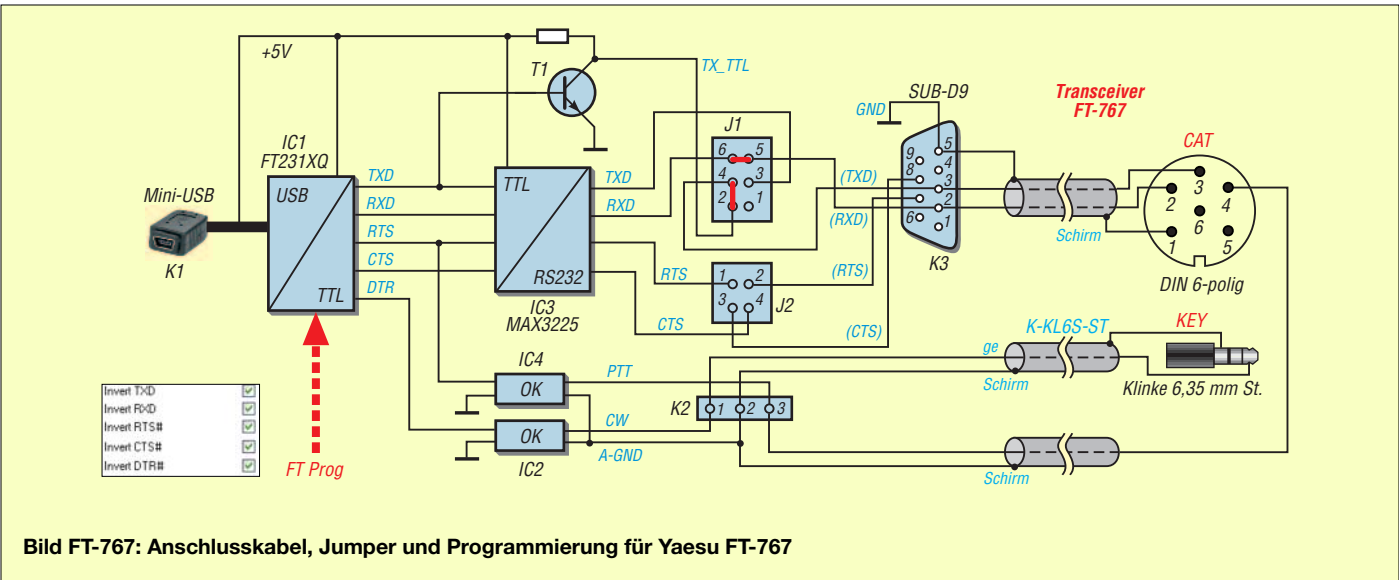 +5V
T1
TX_TTL
SUB-D9
GND
Transceiver
FT-767
CAT
J1
6 5
4 3
2 1
IC1
FT231XQ
USB
TTL
TXD
RXD
RTS
CTS
DTR
Mini-USB
K1
TTL
RS232
IC3
MAX3225
TXD
RXD
RTS
CTS
1 2
3 4
J2
(TXD)
(RXD)
(RTS)
(CTS)
9
8
6
5
4
3
2
1
K3
Schirm
3
2 4
6
1 5
DIN 6-polig
IC4
OK
PTT
OK
IC2
CW
A-GND
K2
1 2 3
ge
K-KL6S-ST
Schirm
KEY
Klinke 6,35 mm St.
Schirm
Invert TXD
Invert RXD
Invert RTS#
Invert CTS#
Invert DTR#
FT Prog
Bild FT-767: Anschlusskabel, Jumper und Programmierung für Yaesu FT-767